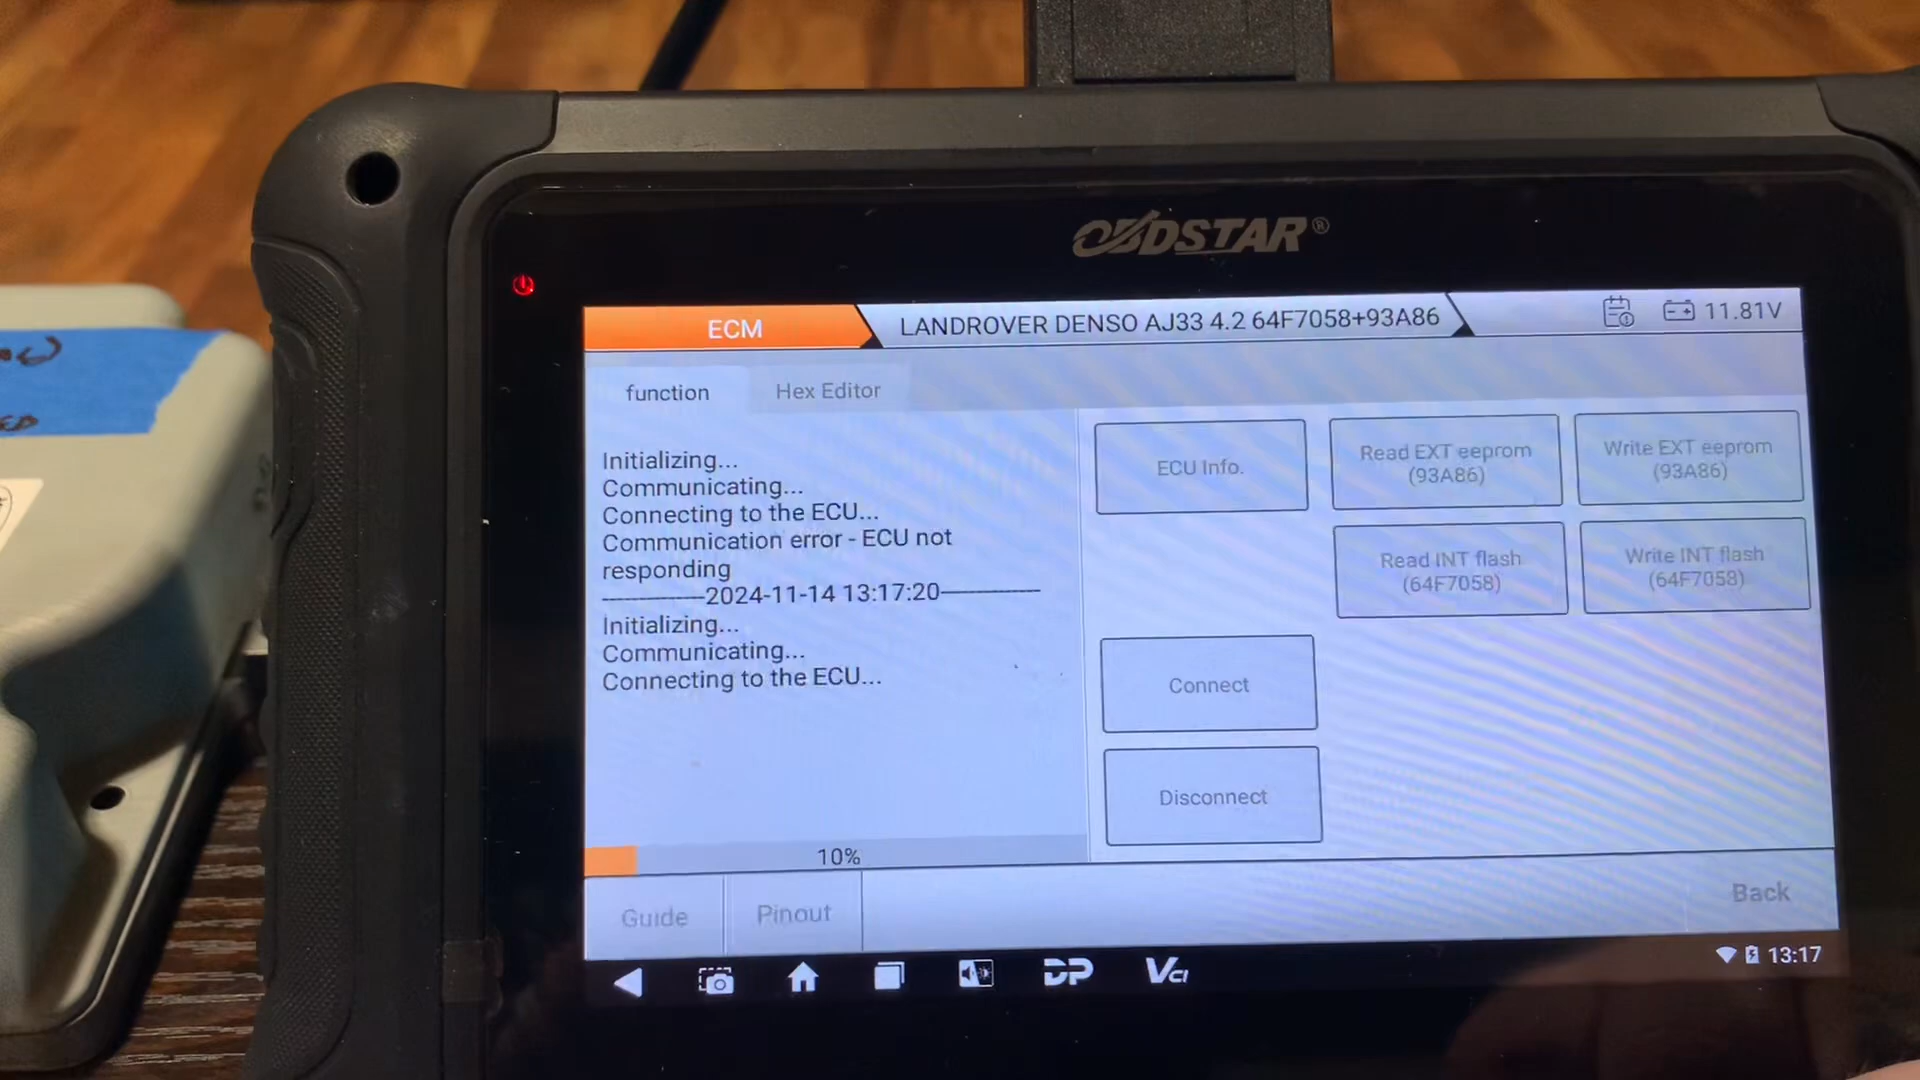 OBDSTAR®
ECM
LANDROVER DENSO AJ33 4.2 64F7058+93A86
11.81V
function
Hex Editor
Initializing...
Communicating...
Connecting to the ECU...
Communication error - ECU not
responding
---------------2024-11-14 13:17:20---------------
Initializing...
Communicating...
Connecting to the ECU...
10%
ECU Info.
Read EXT eeprom
(93A86)
Write EXT eeprom
(93A86)
Read INT flash
(64F7058)
Write INT flash
(64F7058)
Connect
Disconnect
Guide
Pinout
Back
DP
VCI
13:17